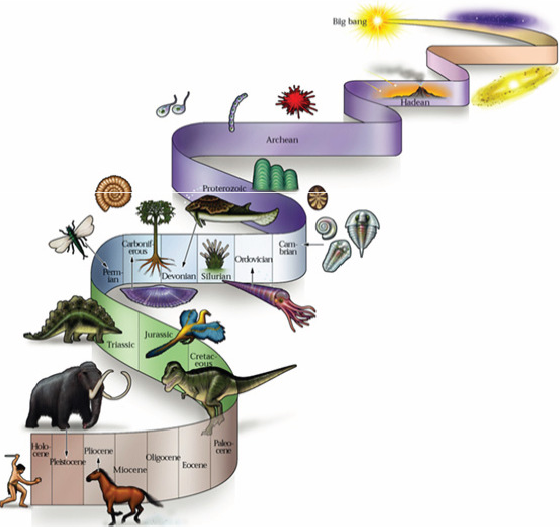 Big bang
Hadean
Archean
Proterozoic
Cam-
brian
Ordovician
Silurian
Devonian
Carbonif-
erous
Perm-
ian
Triassic
Jurassic
Cretac-
eous
Paleo-
cene
Eocene
Oligocene
Miocene
Pliocene
Pleistocene
Holo-
cene